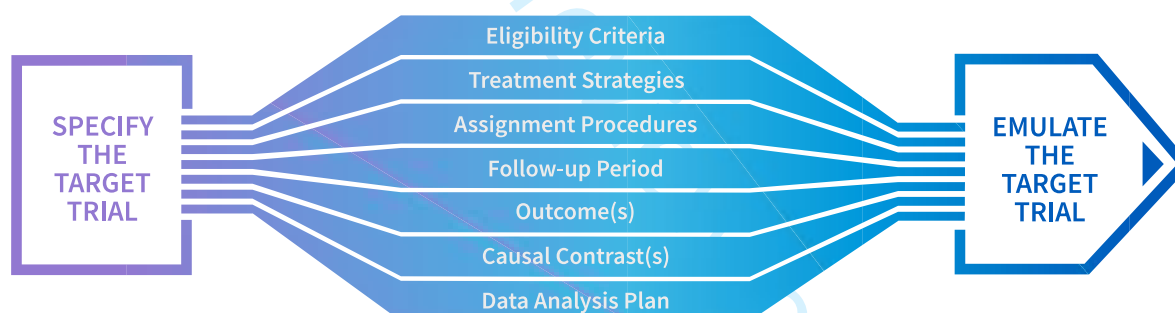 SPECIFY
THE
TARGET
TRIAL
Eligibility Criteria
Treatment Strategies
Assignment Procedures
Follow-up Period
Outcome(s)
Causal Contrast(s)
Data Analysis Plan
EMULATE
THE
TARGET
TRIAL